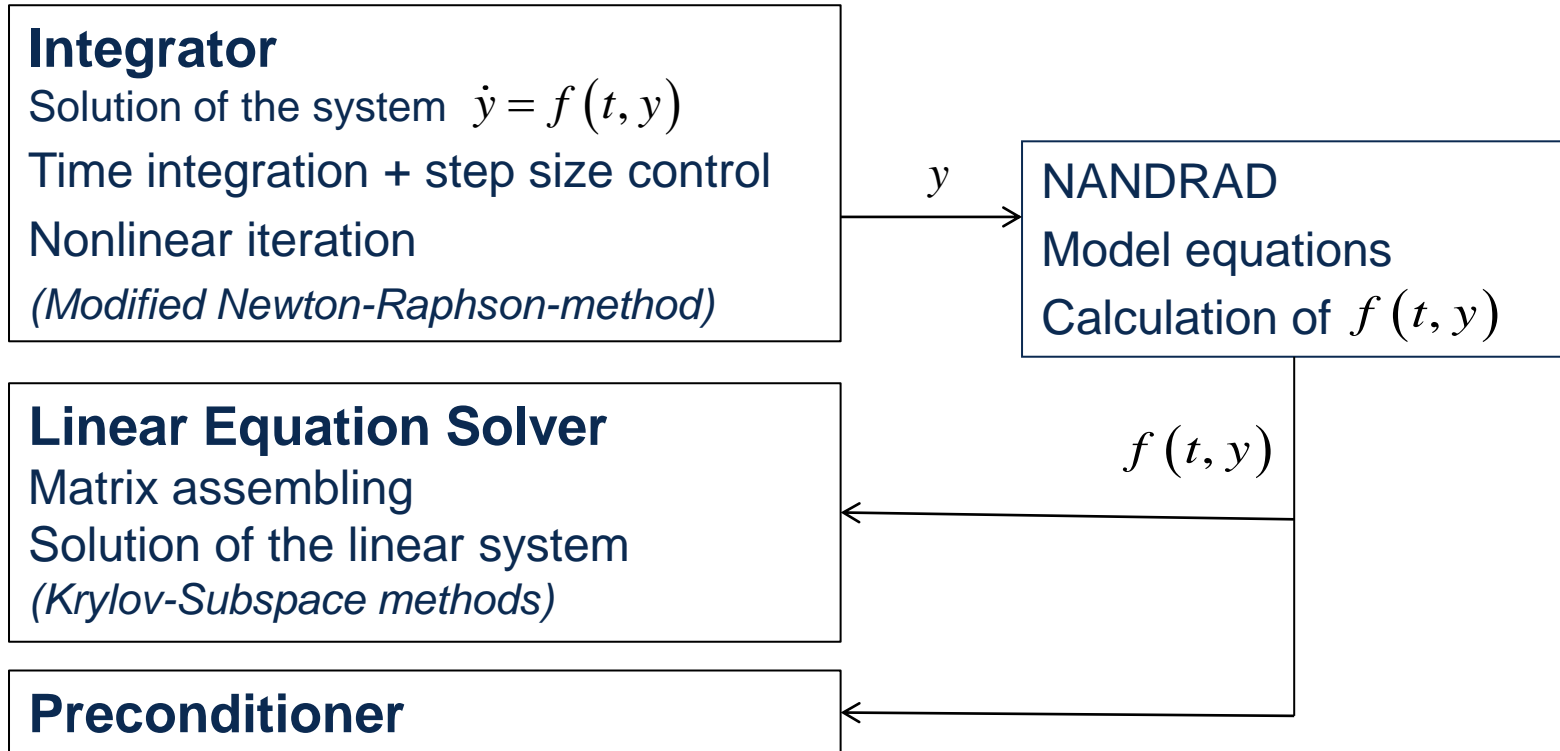 Integrator
Solution of the system ẏ = f (t, y)
Time integration + step size control
Nonlinear iteration
(Modified Newton-Raphson-method)
y
NANDRAD
Model equations
Calculation of f (t, y)
f (t, y)
Linear Equation Solver
Matrix assembling
Solution of the linear system
(Krylov-Subspace methods)
Preconditioner